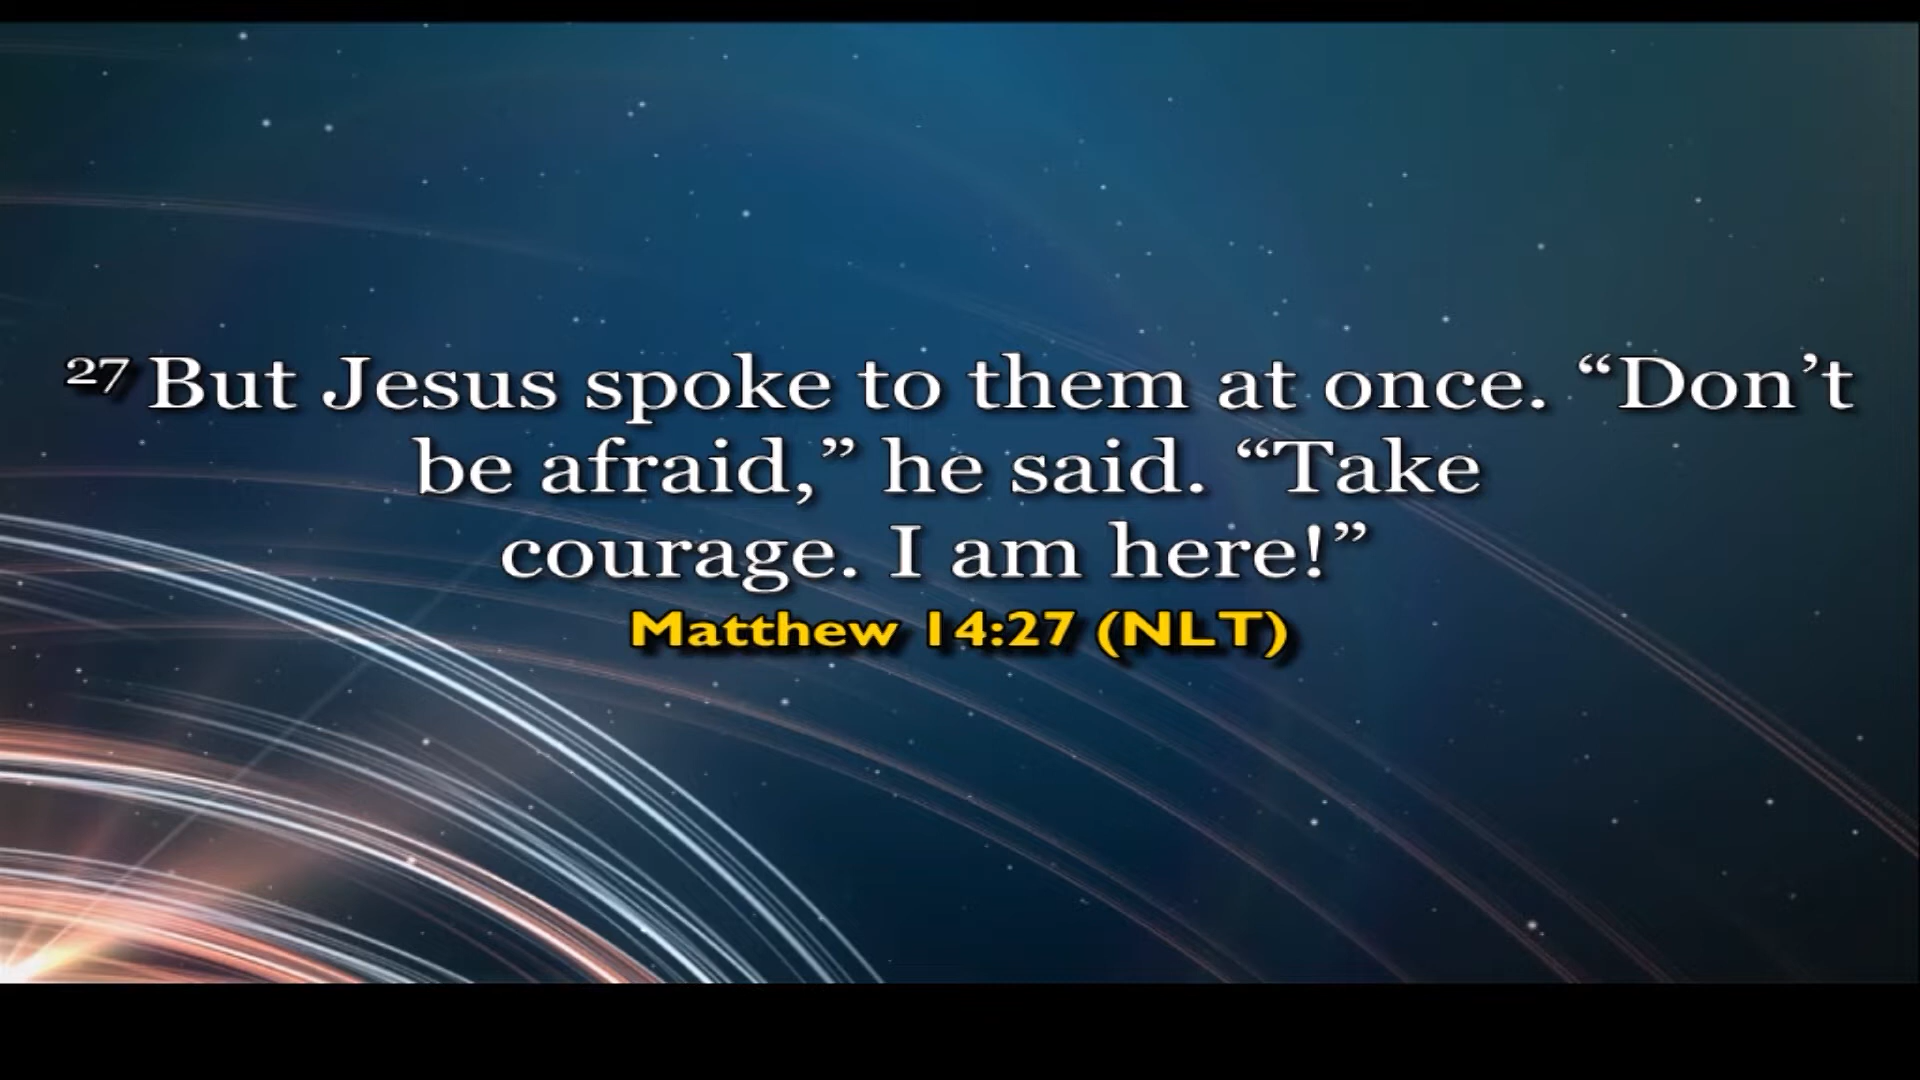 27 But Jesus spoke to them at once. “Don’t
be afraid,” he said. “Take
courage. I am here!”
Matthew 14:27 (NLT)